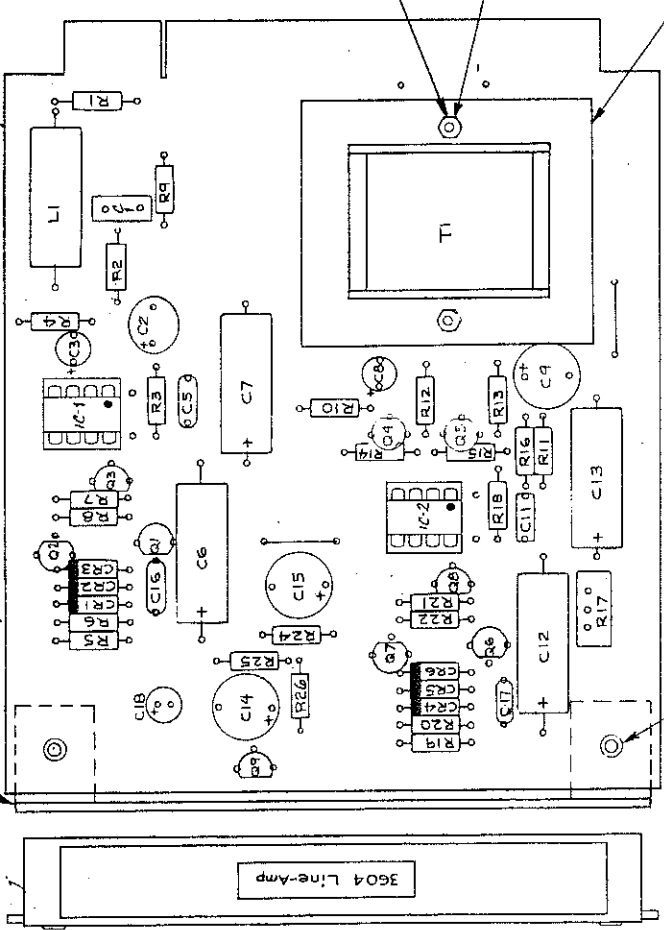 R1
L1
R9
R2
R4
C3
C2
+
+
IC-1
R3
C5
C7
+
T1
C8
+
R10
R12
R13
C9
+
Q4
Q5
R14
R15
R16
R11
C13
+
Q3
R7
R8
Q2
Q1
CR3
CR2
CR1
R6
R5
C16
C6
+
IC-2
R18
C11
C15
+
R24
Q8
R21
R22
Q7
Q6
C12
+
R17
R25
R26
C18
+
C14
+
Q9
CR6
CR5
CR4
R20
R19
C17
3604 Line-Amp